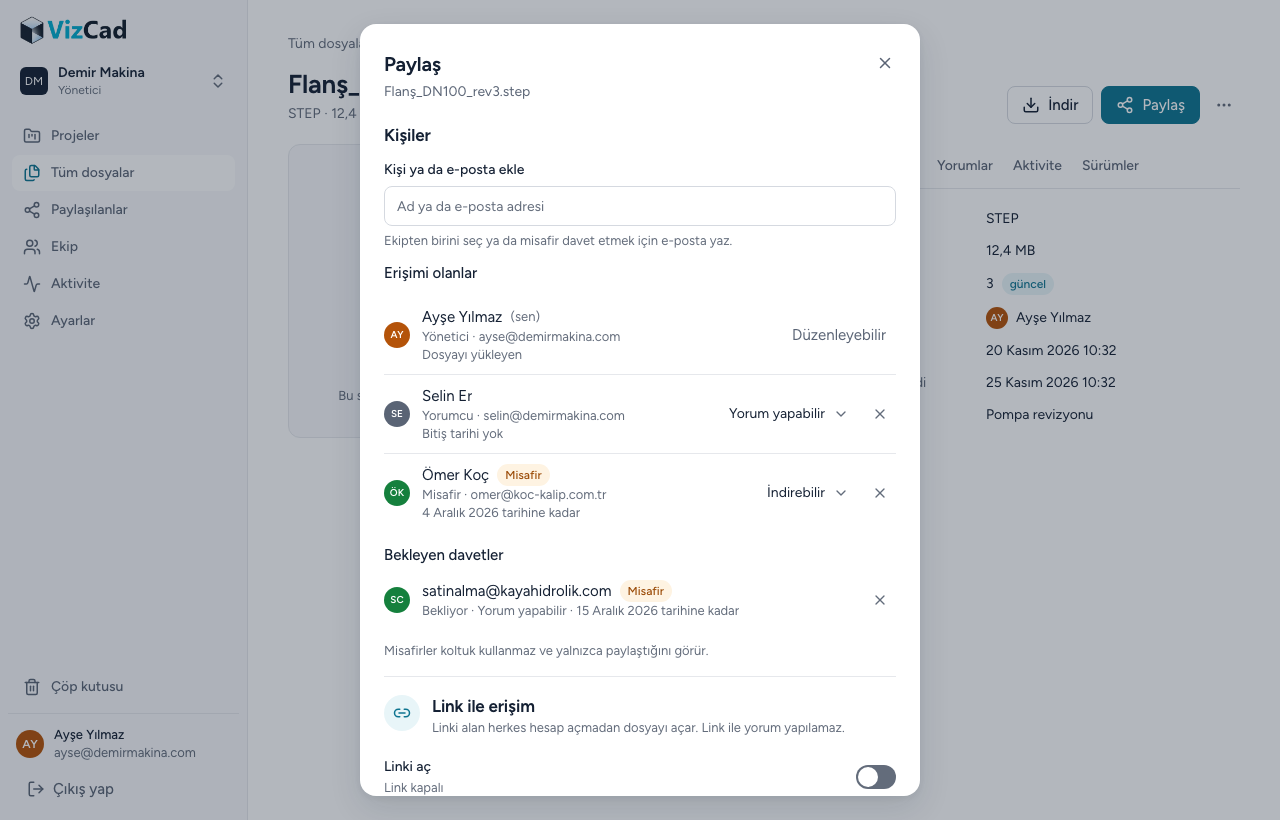 VizCad
DM
Demir Makina
Yönetici
Projeler
Tüm dosyalar
Paylaşılanlar
Ekip
Aktivite
Ayarlar
Çöp kutusu
AY
Ayşe Yılmaz
ayse@demirmakina.com
Çıkış yap
Tüm dosyala
Flanş_
STEP · 12,4
Bu s
İndir
Paylaş
Yorumlar
Aktivite
Sürümler
STEP
12,4 MB
3 güncel
AY Ayşe Yılmaz
20 Kasım 2026 10:32
25 Kasım 2026 10:32
Pompa revizyonu
Paylaş
Flanş_DN100_rev3.step
Kişiler
Kişi ya da e-posta ekle
Ad ya da e-posta adresi
Ekipten birini seç ya da misafir davet etmek için e-posta yaz.
Erişimi olanlar
AY
Ayşe Yılmaz (sen)
Yönetici · ayse@demirmakina.com
Dosyayı yükleyen
Düzenleyebilir
SE
Selin Er
Yorumcu · selin@demirmakina.com
Bitiş tarihi yok
Yorum yapabilir
ÖK
Ömer Koç Misafir
Misafir · omer@koc-kalip.com.tr
4 Aralık 2026 tarihine kadar
İndirebilir
Bekleyen davetler
SC
satinalma@kayahidrolik.com Misafir
Bekliyor · Yorum yapabilir · 15 Aralık 2026 tarihine kadar
Misafirler koltuk kullanmaz ve yalnızca paylaştığını görür.
Link ile erişim
Linki alan herkes hesap açmadan dosyayı açar. Link ile yorum yapılamaz.
Linki aç
Link kapalı